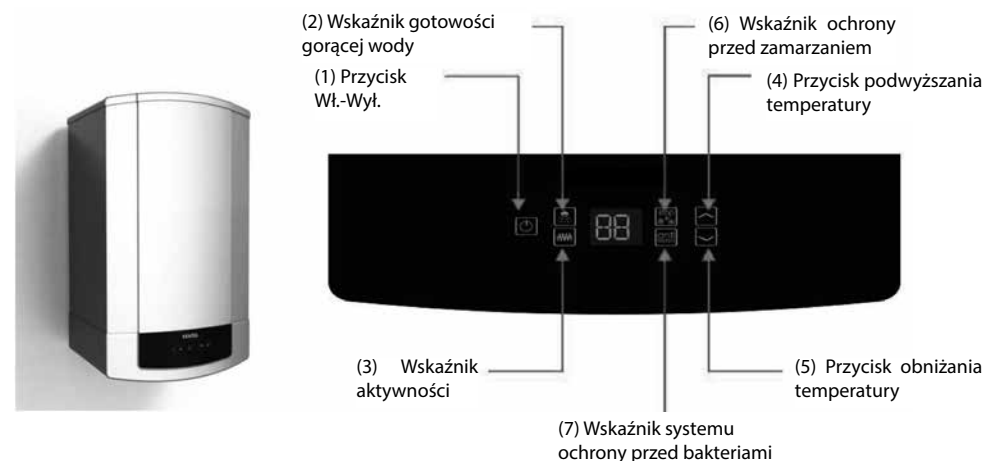 (2) Wskaźnik gotowości
gorącej wody
(1) Przycisk
Wł.-Wył.
(6) Wskaźnik ochrony
przed zamarzaniem
(4) Przycisk podwyższania
temperatury
88
(3) Wskaźnik
aktywności
(5) Przycisk obniżania
temperatury
(7) Wskaźnik systemu
ochrony przed bakteriami